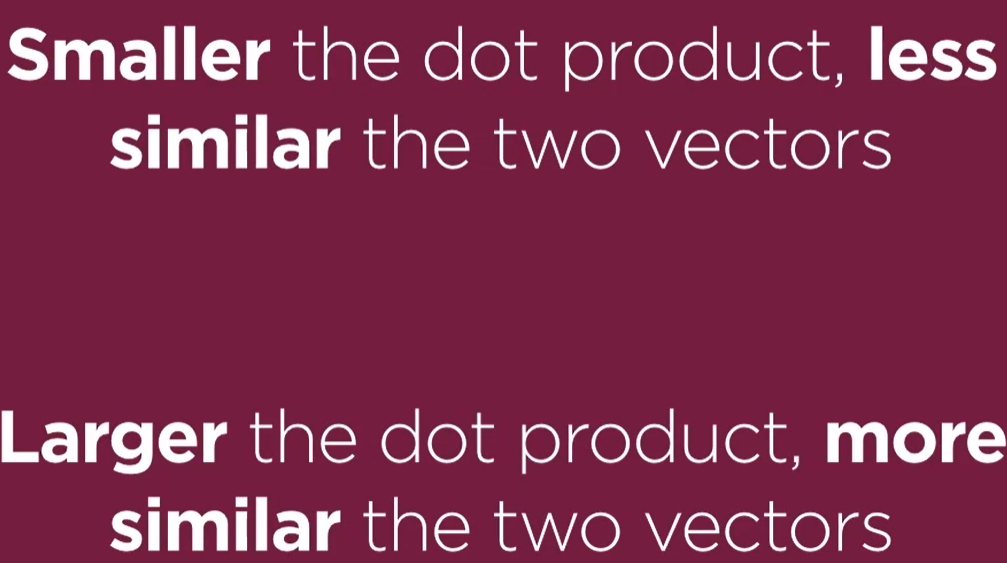 Smaller the dot product, less
similar the two vectors
Larger the dot product, more
similar the two vectors